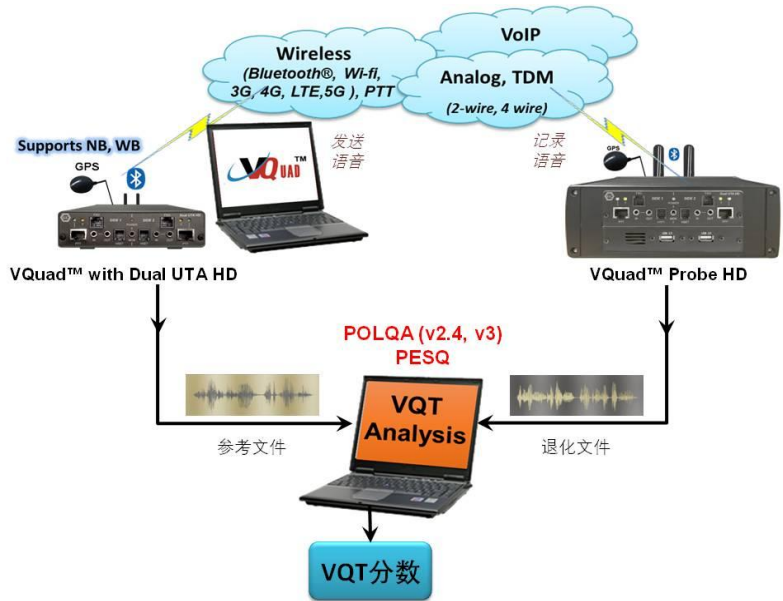 VoIP
Wireless
(Bluetooth®, Wi-fi,
3G, 4G, LTE,5G ), PTT
Analog, TDM
(2-wire, 4 wire)
Supports NB, WB
GPS
VQUAD™
发送
语音
记录
语音
GPS
VQuad™ with Dual UTA HD
VQuad™ Probe HD
POLQA (v2.4, v3)
PESQ
VQT
Analysis
参考文件
退化文件
VQT分数